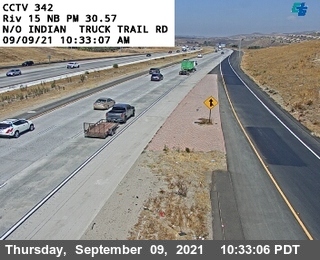 CCTV 342
Riv 15 NB PM 30.57
N/O INDIAN TRUCK TRAIL RD
09/09/21 10:33:07 AM
Thursday, September 09, 2021 10:33:06 PDT